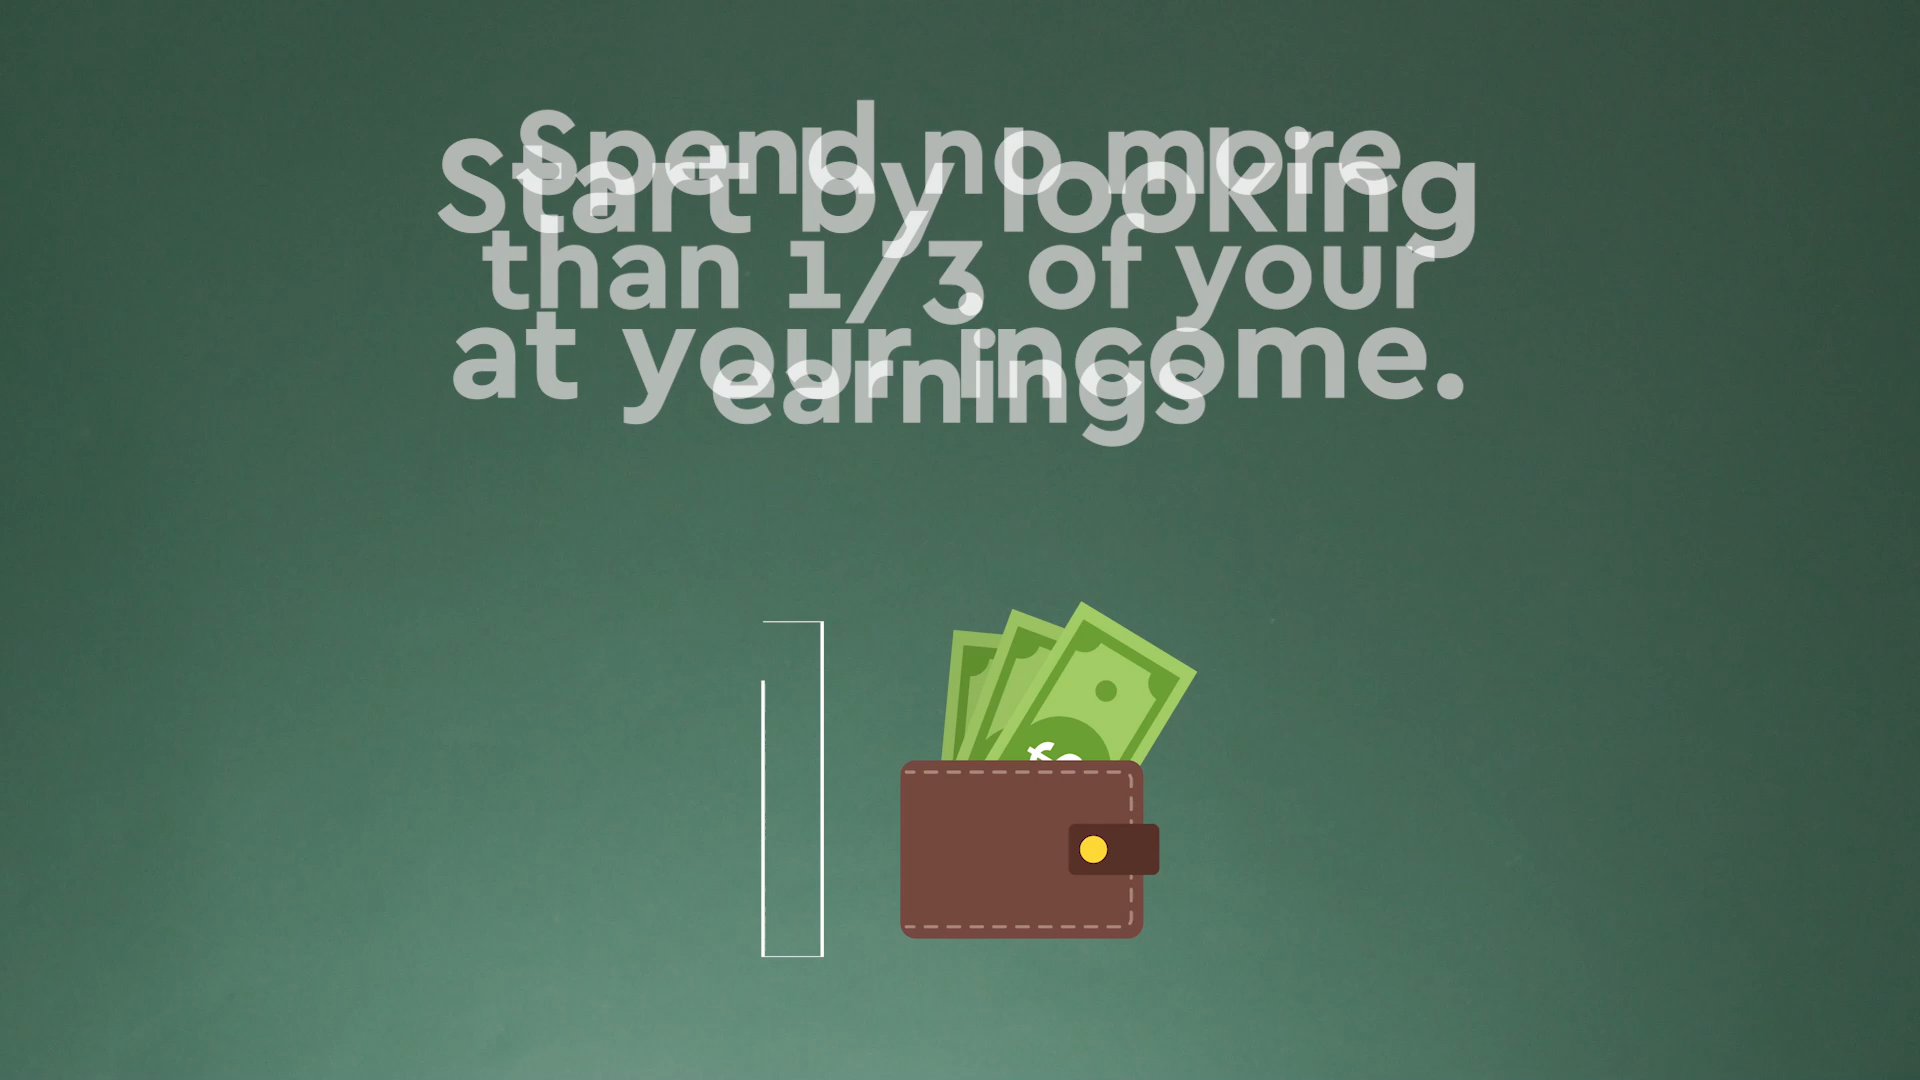 Start by looking
at your income.
Spend no more
than 1/3 of your
earnings